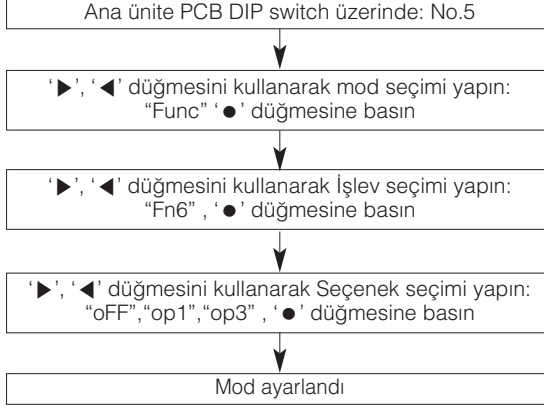 Ana ünite PCB DIP switch üzerinde: No.5
‘▶’, ‘◀’ düğmesini kullanarak mod seçimi yapın:
“Func” ‘●’ düğmesine basın
‘▶’, ‘◀’ düğmesini kullanarak İşlev seçimi yapın:
“Fn6” , ‘●’ düğmesine basın
‘▶’, ‘◀’ düğmesini kullanarak Seçenek seçimi yapın:
“oFF”,“op1”,“op3” , ‘●’ düğmesine basın
Mod ayarlandı